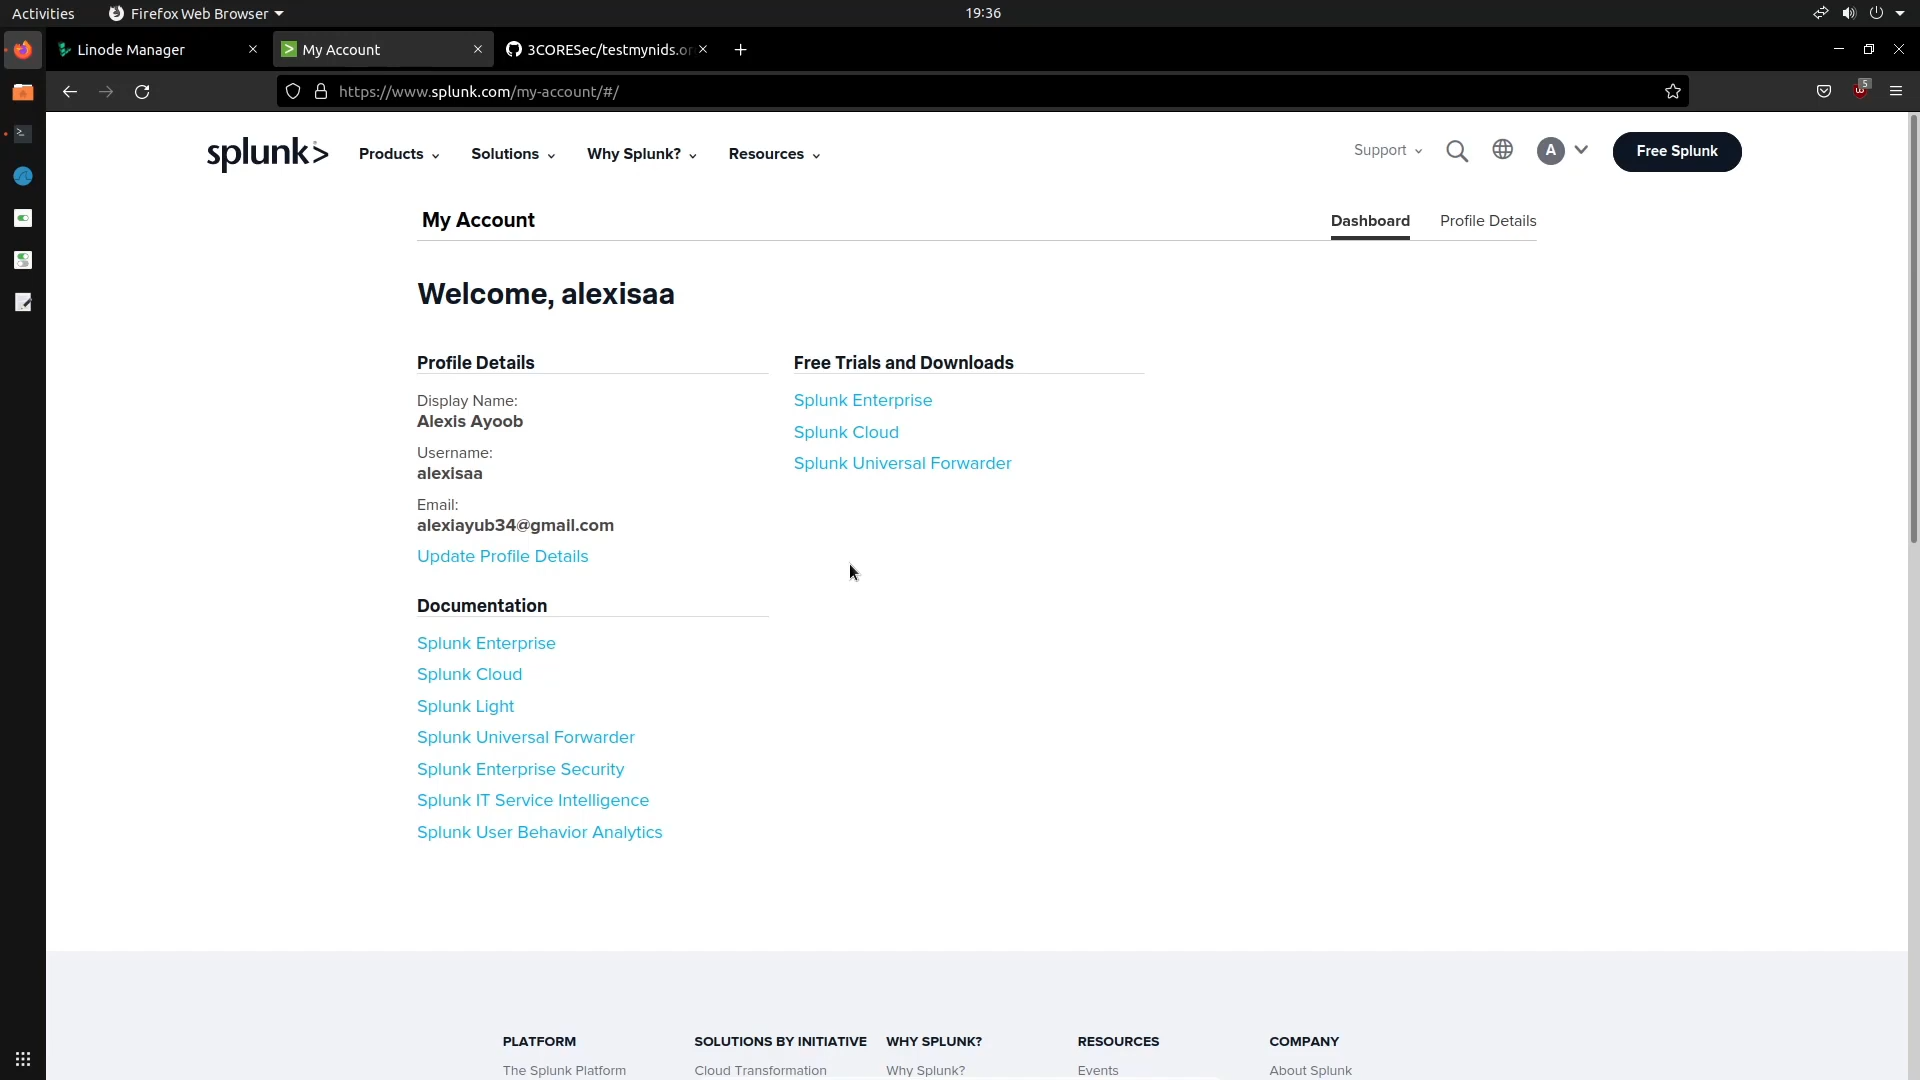 Activities
Firefox Web Browser
19:36
Linode Manager
My Account
3CORESec/testmynids.or
https://www.splunk.com/my-account/#/
5
splunk>
Products
Solutions
Why Splunk?
Resources
Support
A
Free Splunk
My Account
Dashboard
Profile Details
Welcome, alexisaa
Profile Details
Display Name:
Alexis Ayoob
Username:
alexisaa
Email:
alexiayub34@gmail.com
Update Profile Details
Free Trials and Downloads
Splunk Enterprise
Splunk Cloud
Splunk Universal Forwarder
Documentation
Splunk Enterprise
Splunk Cloud
Splunk Light
Splunk Universal Forwarder
Splunk Enterprise Security
Splunk IT Service Intelligence
Splunk User Behavior Analytics
PLATFORM
SOLUTIONS BY INITIATIVE
WHY SPLUNK?
RESOURCES
COMPANY
The Splunk Platform
Cloud Transformation
Why Splunk?
Events
About Splunk